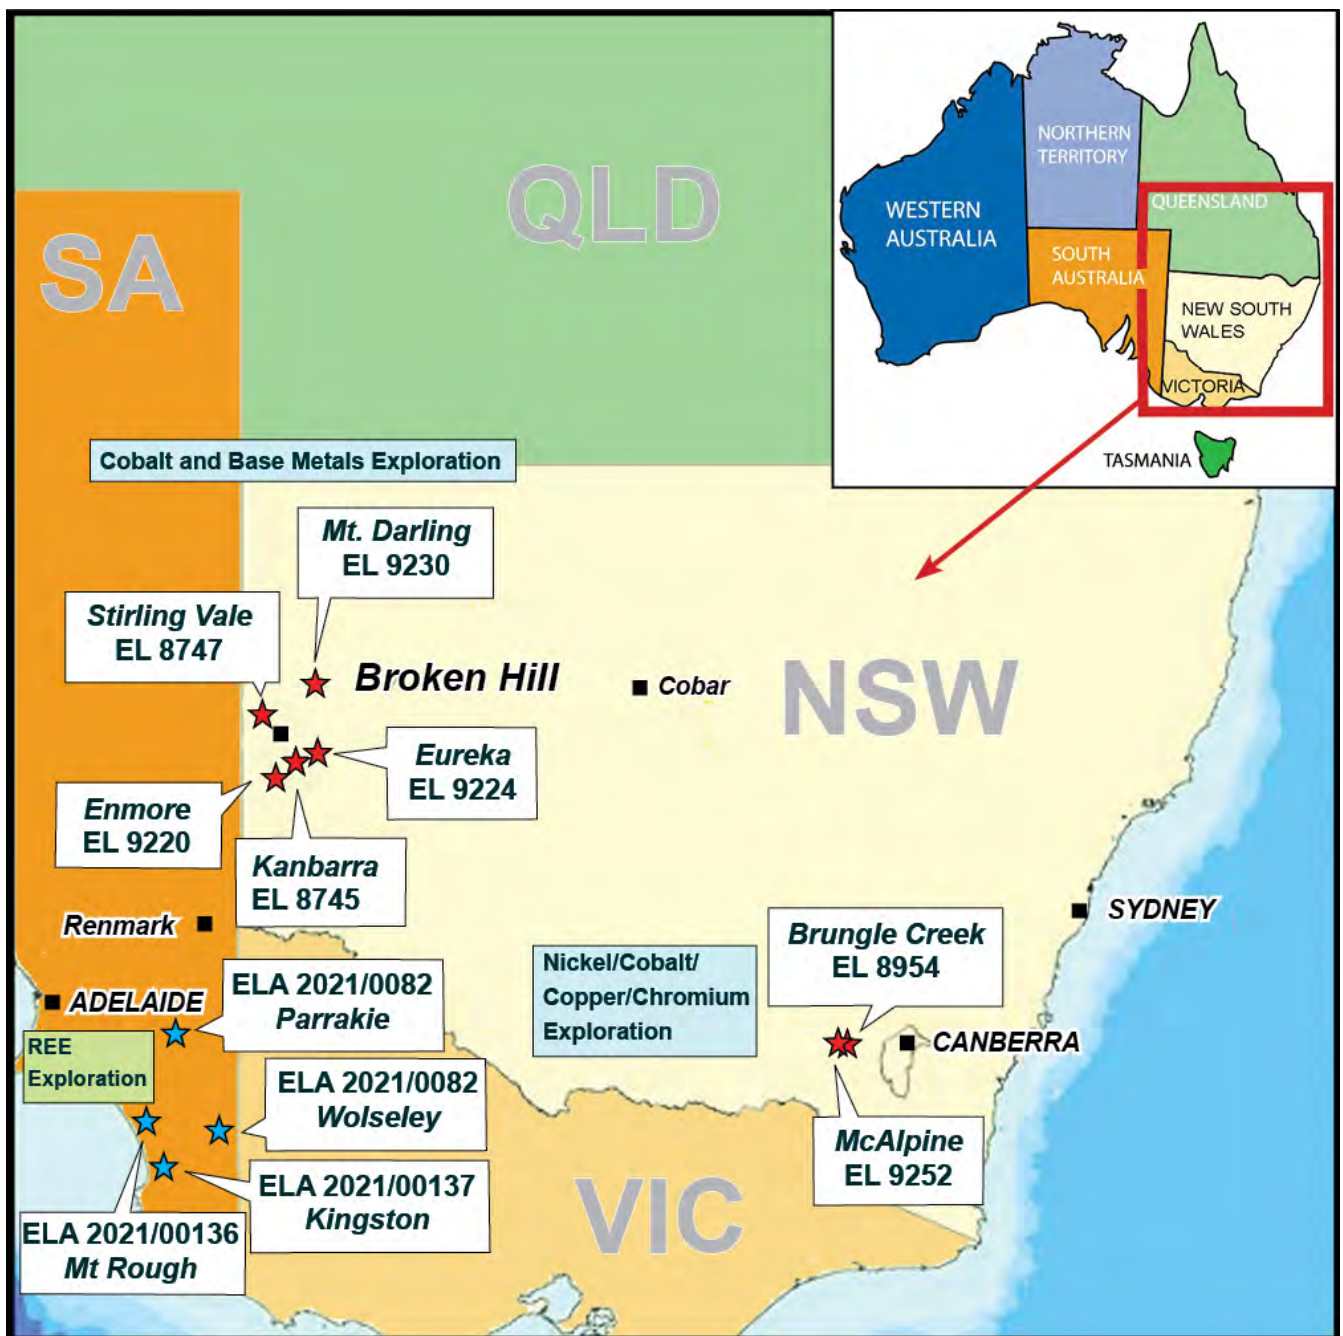 NORTHERN
TERRITORY
QUEENSLAND
WESTERN
AUSTRALIA
SOUTH
AUSTRALIA
NEW SOUTH
WALES
VICTORIA
TASMANIA
QLD
SA
Cobalt and Base Metals Exploration
Mt. Darling
EL 9230
Stirling Vale
EL 8747
Broken Hill
Cobar
NSW
Eureka
EL 9224
Enmore
EL 9220
Kanbarra
EL 8745
Renmark
SYDNEY
Brungle Creek
EL 8954
Nickel/Cobalt/
Copper/Chromium
Exploration
ELA 2021/0082
Parrakie
ADELAIDE
CANBERRA
REE
Exploration
ELA 2021/0082
Wolseley
McAlpine
EL 9252
ELA 2021/00137
Kingston
VIC
ELA 2021/00136
Mt Rough